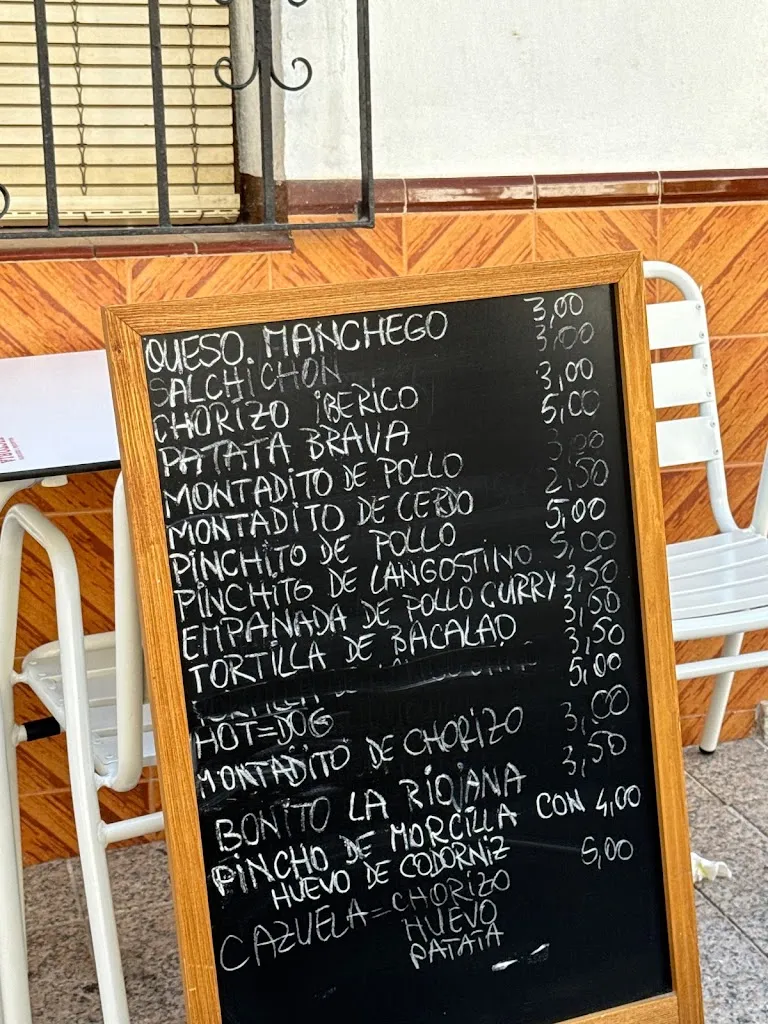 QUESO. MANCHEGO 3,00
SALCHICHON 3,00
CHORIZO iBERICO 3,00
PATATA BRAVA 5,00
MONTADITO DE POLLO 3,00
MONTADITO DE CERDO 2,50
PINCHITO DE POLLO 5,00
PINCHITO DE LANGOSTINO 5,00
EMPANADA DE POLLO CURRY 3,50
TORTILLA DE BACALAO 3,50
3,50
HOT=DOG 5,00
MONTADITO DE CHORIZO 3,00
BONITO LA RIOJANA 3,50
PINCHO DE MORCILLA CON 4,00
HUEVO DE CODORNIZ
CAZUELA=CHORIZO 5,00
HUEVO
PATATA